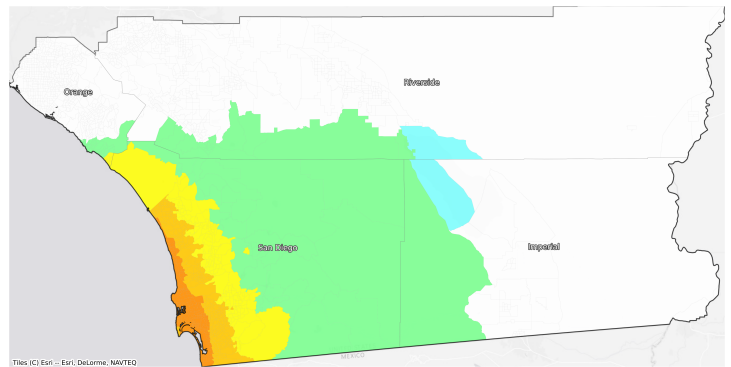 Riverside
Orange
San Diego
Imperial
MEXICO
Tiles (C) Esri -- Esri, DeLorme, NAVTEQ